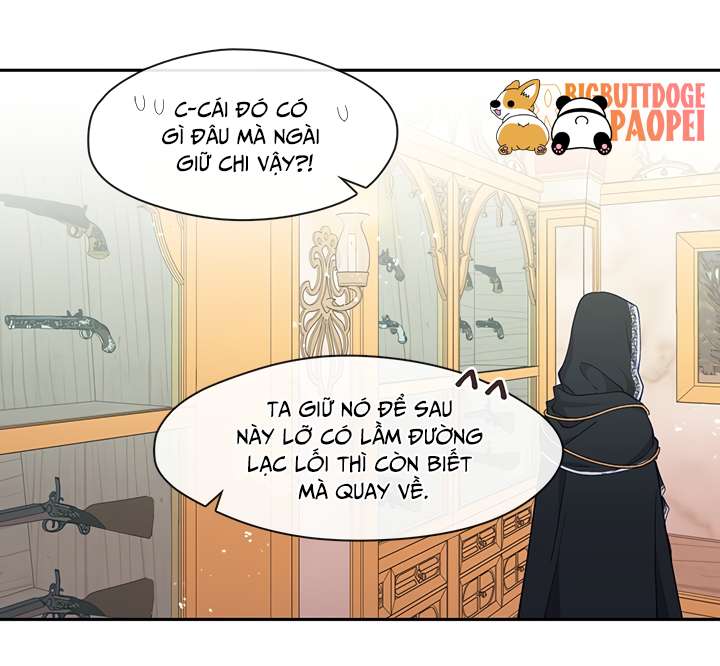 BIGBUTTDOGE
PAOPEI
C-CÁI ĐÓ CÓ
GÌ ĐÂU MÀ NGÀI
GIỮ CHI VẬY?!
TA GIỮ NÓ ĐỂ SAU
NÀY LỠ CÓ LẦM ĐƯỜNG
LẠC LỐI THÌ CÒN BIẾT
MÀ QUAY VỀ.